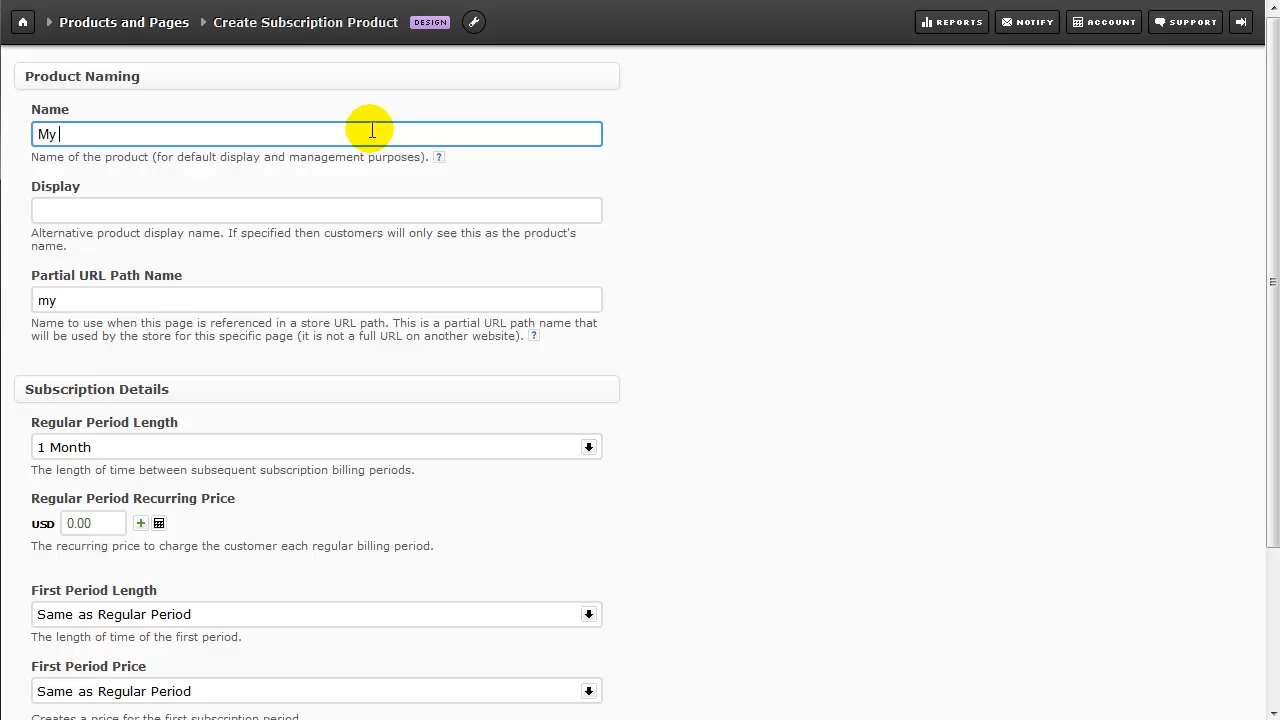 Products and Pages Create Subscription Product DESIGN REPORTS NOTIFY ACCOUNT SUPPORT
Product Naming
Name
My
Name of the product (for default display and management purposes). ?
Display
Alternative product display name. If specified then customers will only see this as the product's
name.
Partial URL Path Name
my
Name to use when this page is referenced in a store URL path. This is a partial URL path name that
will be used by the store for this specific page (it is not a full URL on another website). ?
Subscription Details
Regular Period Length
1 Month
The length of time between subsequent subscription billing periods.
Regular Period Recurring Price
USD 0.00
The recurring price to charge the customer each regular billing period.
First Period Length
Same as Regular Period
The length of time of the first period.
First Period Price
Same as Regular Period
Creates a price for the first subscription period.